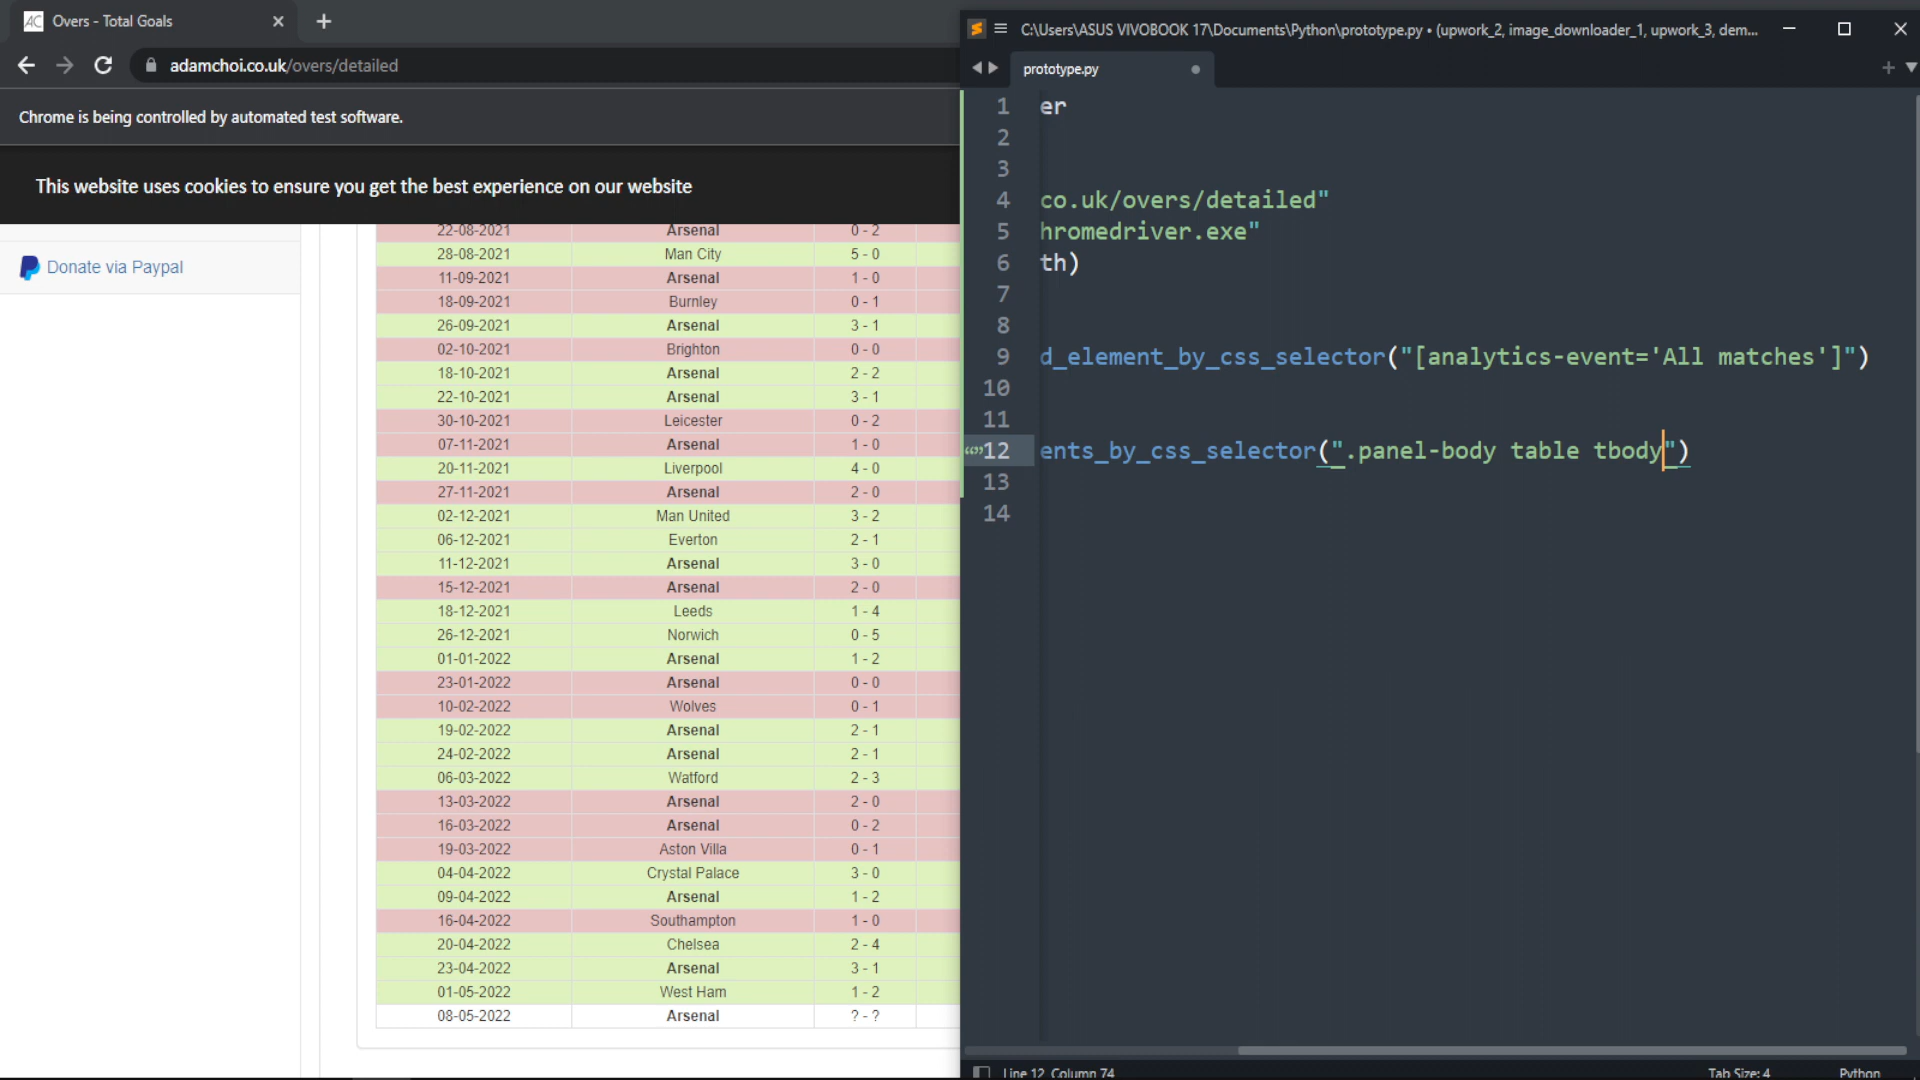 AC Overs - Total Goals
adamchoi.co.uk/overs/detailed
Chrome is being controlled by automated test software.
This website uses cookies to ensure you get the best experience on our website
Donate via Paypal
22-08-2021 Arsenal 0 - 2
28-08-2021 Man City 5 - 0
11-09-2021 Arsenal 1 - 0
18-09-2021 Burnley 0 - 1
26-09-2021 Arsenal 3 - 1
02-10-2021 Brighton 0 - 0
18-10-2021 Arsenal 2 - 2
22-10-2021 Arsenal 3 - 1
30-10-2021 Leicester 0 - 2
07-11-2021 Arsenal 1 - 0
20-11-2021 Liverpool 4 - 0
27-11-2021 Arsenal 2 - 0
02-12-2021 Man United 3 - 2
06-12-2021 Everton 2 - 1
11-12-2021 Arsenal 3 - 0
15-12-2021 Arsenal 2 - 0
18-12-2021 Leeds 1 - 4
26-12-2021 Norwich 0 - 5
01-01-2022 Arsenal 1 - 2
23-01-2022 Arsenal 0 - 0
10-02-2022 Wolves 0 - 1
19-02-2022 Arsenal 2 - 1
24-02-2022 Arsenal 2 - 1
06-03-2022 Watford 2 - 3
13-03-2022 Arsenal 2 - 0
16-03-2022 Arsenal 0 - 2
19-03-2022 Aston Villa 0 - 1
04-04-2022 Crystal Palace 3 - 0
09-04-2022 Arsenal 1 - 2
16-04-2022 Southampton 1 - 0
20-04-2022 Chelsea 2 - 4
23-04-2022 Arsenal 3 - 1
01-05-2022 West Ham 1 - 2
08-05-2022 Arsenal ? - ?
C:\Users\ASUS VIVOBOOK 17\Documents\Python\prototype.py • (upwork_2, image_downloader_1, upwork_3, dem...
prototype.py
1 er
2
3
4 co.uk/overs/detailed"
5 hromedriver.exe"
6 th)
7
8
9 d_element_by_css_selector("[analytics-event='All matches']")
10
11
12 ents_by_css_selector(".panel-body table tbody")
13
14
Line 12, Column 74 Tab Size: 4 Python